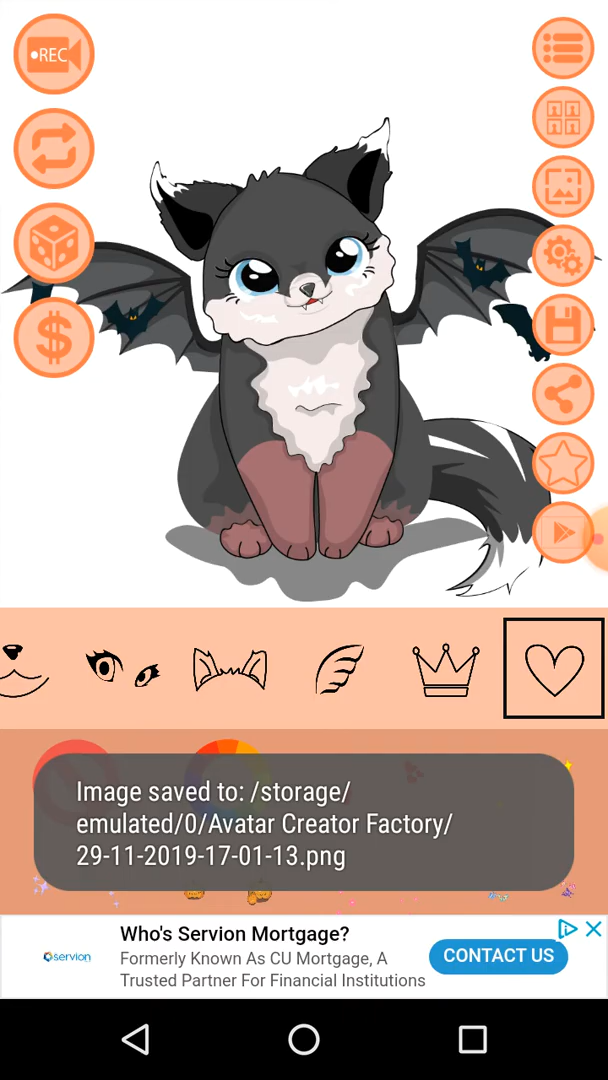 REC
$
Image saved to: /storage/
emulated/0/Avatar Creator Factory/
29-11-2019-17-01-13.png
Who's Servion Mortgage?
servion
Formerly Known As CU Mortgage, A
Trusted Partner For Financial Institutions
CONTACT US